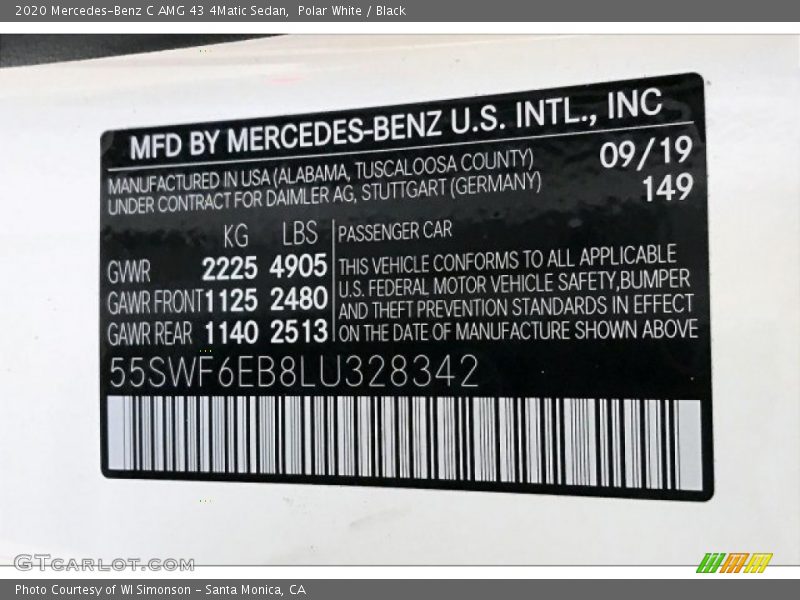 2020 Mercedes-Benz C AMG 43 4Matic Sedan,  Polar White / Black
MFD BY MERCEDES-BENZ U.S. INTL., INC
MANUFACTURED IN USA (ALABAMA, TUSCALOOSA COUNTY) 09/19
UNDER CONTRACT FOR DAIMLER AG, STUTTGART (GERMANY) 149
KG LBS PASSENGER CAR
GVWR 2225 4905 THIS VEHICLE CONFORMS TO ALL APPLICABLE
U.S. FEDERAL MOTOR VEHICLE SAFETY,BUMPER
GAWR FRONT 1125 2480 AND THEFT PREVENTION STANDARDS IN EFFECT
GAWR REAR 1140 2513 ON THE DATE OF MANUFACTURE SHOWN ABOVE
55SWF6EB8LU328342
GTCARLOT.COM
Photo Courtesy of WI Simonson - Santa Monica, CA